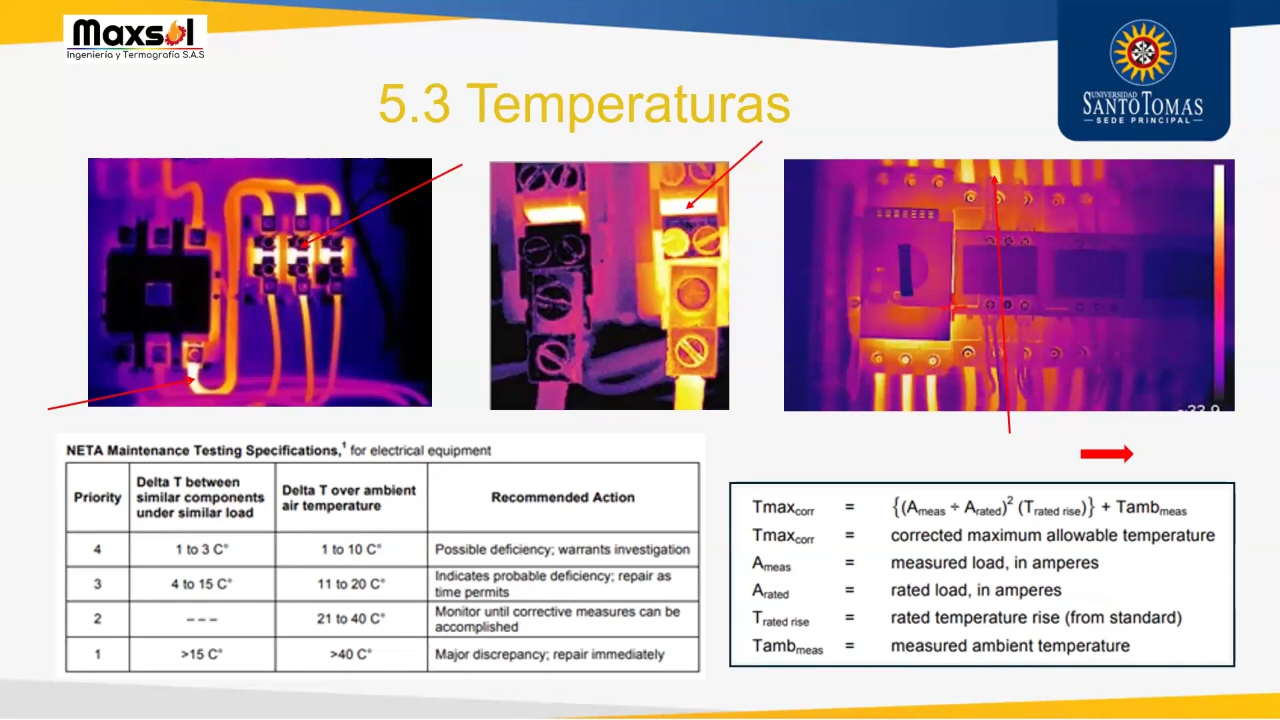 Maxsol
Ingeniería y Termografía S.A.S
UNIVERSIDAD
SANTO TOMAS
SEDE PRINCIPAL
5.3 Temperaturas
NETA Maintenance Testing Specifications,¹ for electrical equipment
Priority
Delta T between
similar components
under similar load
Delta T over ambient
air temperature
Recommended Action
4
1 to 3 C°
1 to 10 C°
Possible deficiency; warrants investigation
3
4 to 15 C°
11 to 20 C°
Indicates probable deficiency; repair as
time permits
2
– – –
21 to 40 C°
Monitor until corrective measures can be
accomplished
1
>15 C°
>40 C°
Major discrepancy; repair immediately
Tmaxcorr = {(Ameas ÷ Arated)² (Trated rise)} + Tambmeas
Tmaxcorr = corrected maximum allowable temperature
Ameas = measured load, in amperes
Arated = rated load, in amperes
Trated rise = rated temperature rise (from standard)
Tambmeas = measured ambient temperature